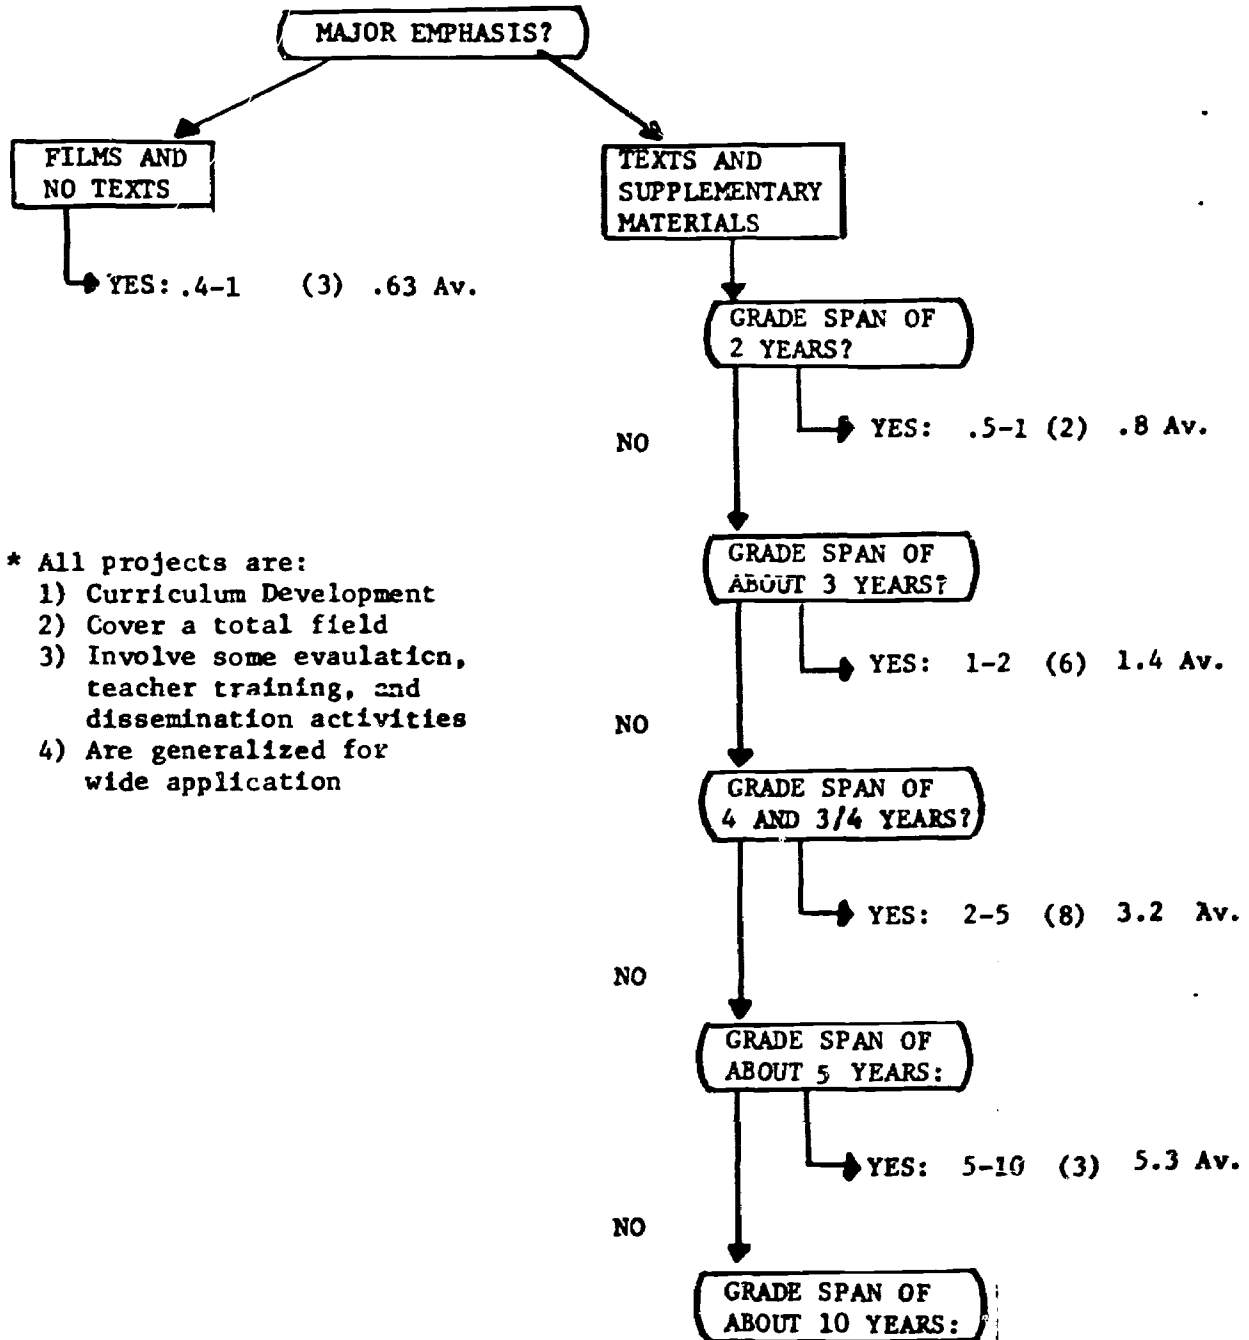 MAJOR EMPHASIS?
FILMS AND
NO TEXTS
TEXTS AND
SUPPLEMENTARY
MATERIALS
YES: .4-1 (3) .63 Av.
GRADE SPAN OF
2 YEARS?
YES: .5-1 (2) .8 Av.
NO
GRADE SPAN OF
ABOUT 3 YEARS?
* All projects are:
1) Curriculum Development
2) Cover a total field
3) Involve some evaulation,
teacher training, and
dissemination activities
4) Are generalized for
wide application
YES: 1-2 (6) 1.4 Av.
NO
GRADE SPAN OF
4 AND 3/4 YEARS?
YES: 2-5 (8) 3.2 Av.
NO
GRADE SPAN OF
ABOUT 5 YEARS:
YES: 5-10 (3) 5.3 Av.
NO
GRADE SPAN OF
ABOUT 10 YEARS: